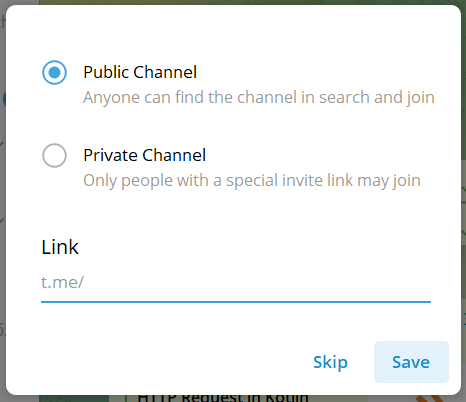 Public Channel
Anyone can find the channel in search and join
Private Channel
Only people with a special invite link may join
Link
t.me/
Skip
Save
HTTP Request in Kotlin